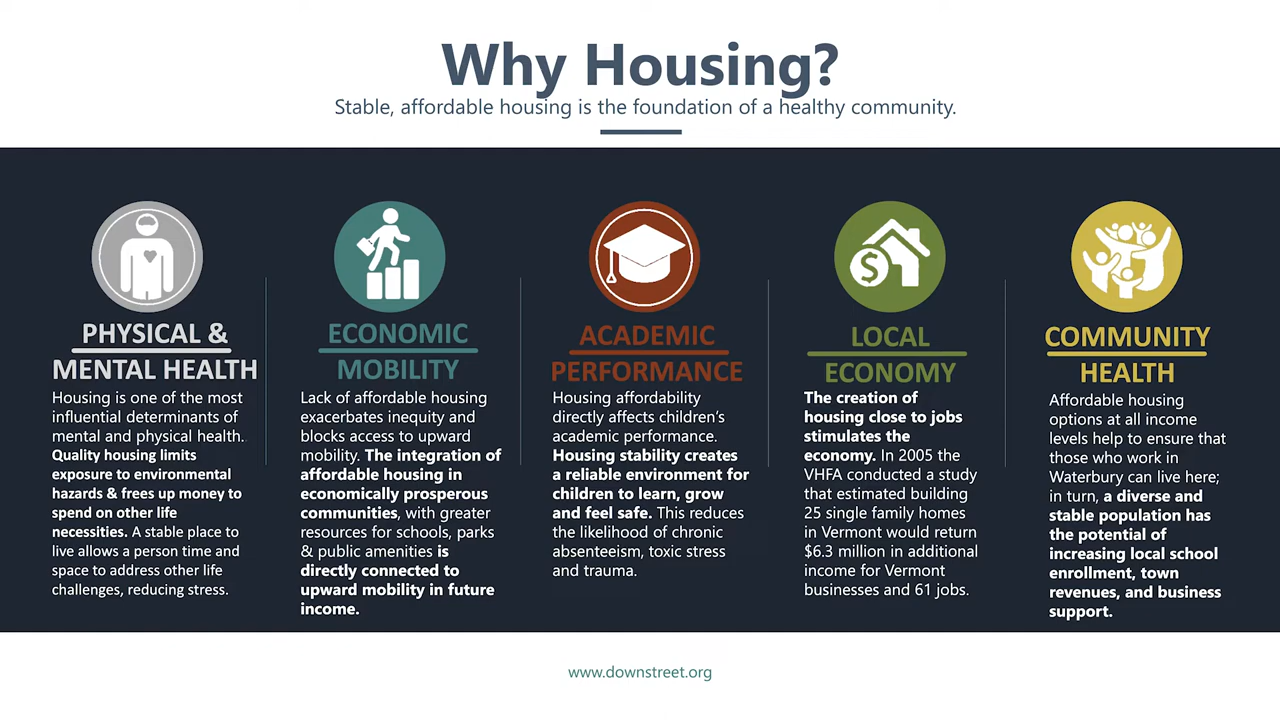 Why Housing?
Stable, affordable housing is the foundation of a healthy community.
PHYSICAL &
MENTAL HEALTH
Housing is one of the most
influential determinants of
mental and physical health.
Quality housing limits
exposure to environmental
hazards & frees up money to
spend on other life
necessities. A stable place to
live allows a person time and
space to address other life
challenges, reducing stress.
ECONOMIC
MOBILITY
Lack of affordable housing
exacerbates inequity and
blocks access to upward
mobility. The integration of
affordable housing in
economically prosperous
communities, with greater
resources for schools, parks
& public amenities is
directly connected to
upward mobility in future
income.
ACADEMIC
PERFORMANCE
Housing affordability
directly affects children's
academic performance.
Housing stability creates
a reliable environment for
children to learn, grow
and feel safe. This reduces
the likelihood of chronic
absenteeism, toxic stress
and trauma.
LOCAL
ECONOMY
The creation of
housing close to jobs
stimulates the
economy. In 2005 the
VHFA conducted a study
that estimated building
25 single family homes
in Vermont would return
$6.3 million in additional
income for Vermont
businesses and 61 jobs.
COMMUNITY
HEALTH
Affordable housing
options at all income
levels help to ensure that
those who work in
Waterbury can live here;
in turn, a diverse and
stable population has
the potential of
increasing local school
enrollment, town
revenues, and business
support.
www.downstreet.org